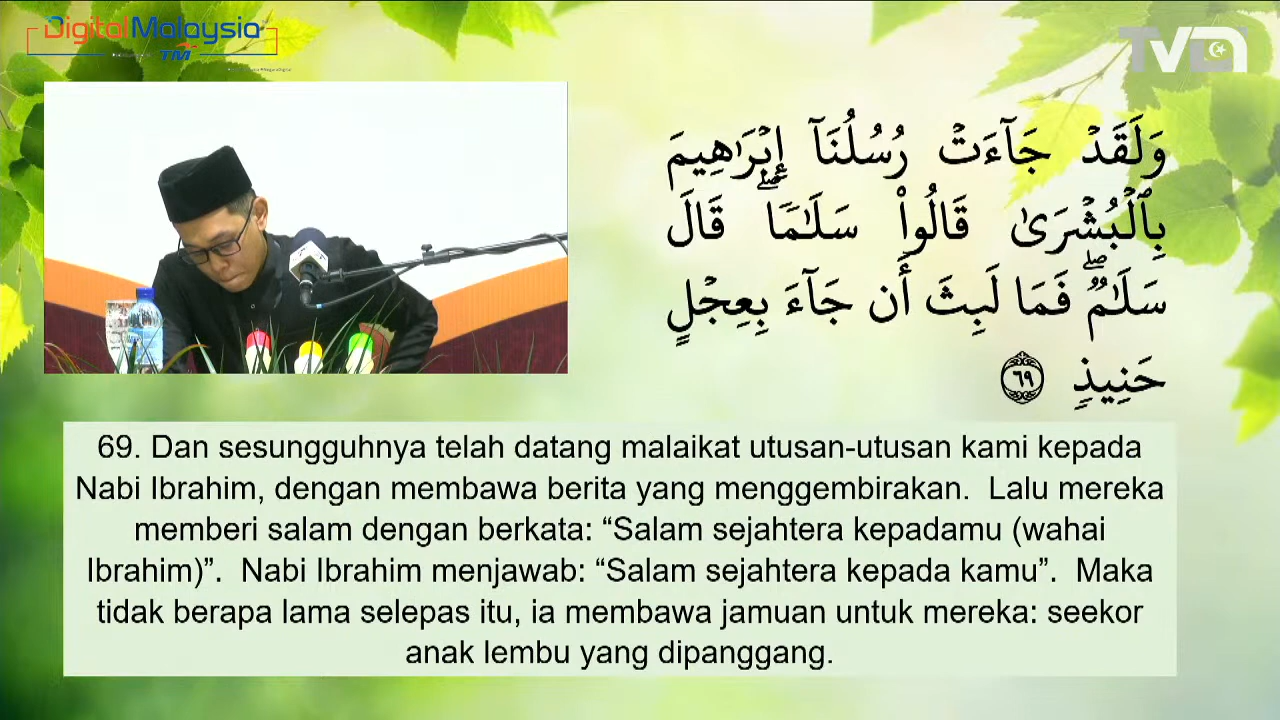 Digital Malaysia
TM
TV
وَلَقَدْ جَآءَتْ رُسُلُنَآ إِبْرَٰهِيمَ
بِٱلْبُشْرَىٰ قَالُوا۟ سَلَـٰمًا ۖ قَالَ
سَلَـٰمٌ ۖ فَمَا لَبِثَ أَن جَآءَ بِعِجْلٍ
حَنِيذٍ ٦٩
69. Dan sesungguhnya telah datang malaikat utusan-utusan kami kepada
Nabi Ibrahim, dengan membawa berita yang menggembirakan.  Lalu mereka
memberi salam dengan berkata: “Salam sejahtera kepadamu (wahai
Ibrahim)”.  Nabi Ibrahim menjawab: “Salam sejahtera kepada kamu”.  Maka
tidak berapa lama selepas itu, ia membawa jamuan untuk mereka: seekor
anak lembu yang dipanggang.